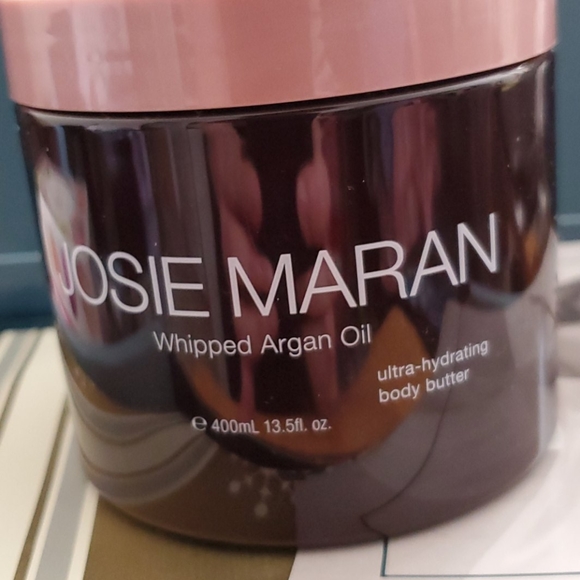 JOSIE MARAN
Whipped Argan Oil
ultra-hydrating
body butter
℮ 400mL 13.5fl. oz.